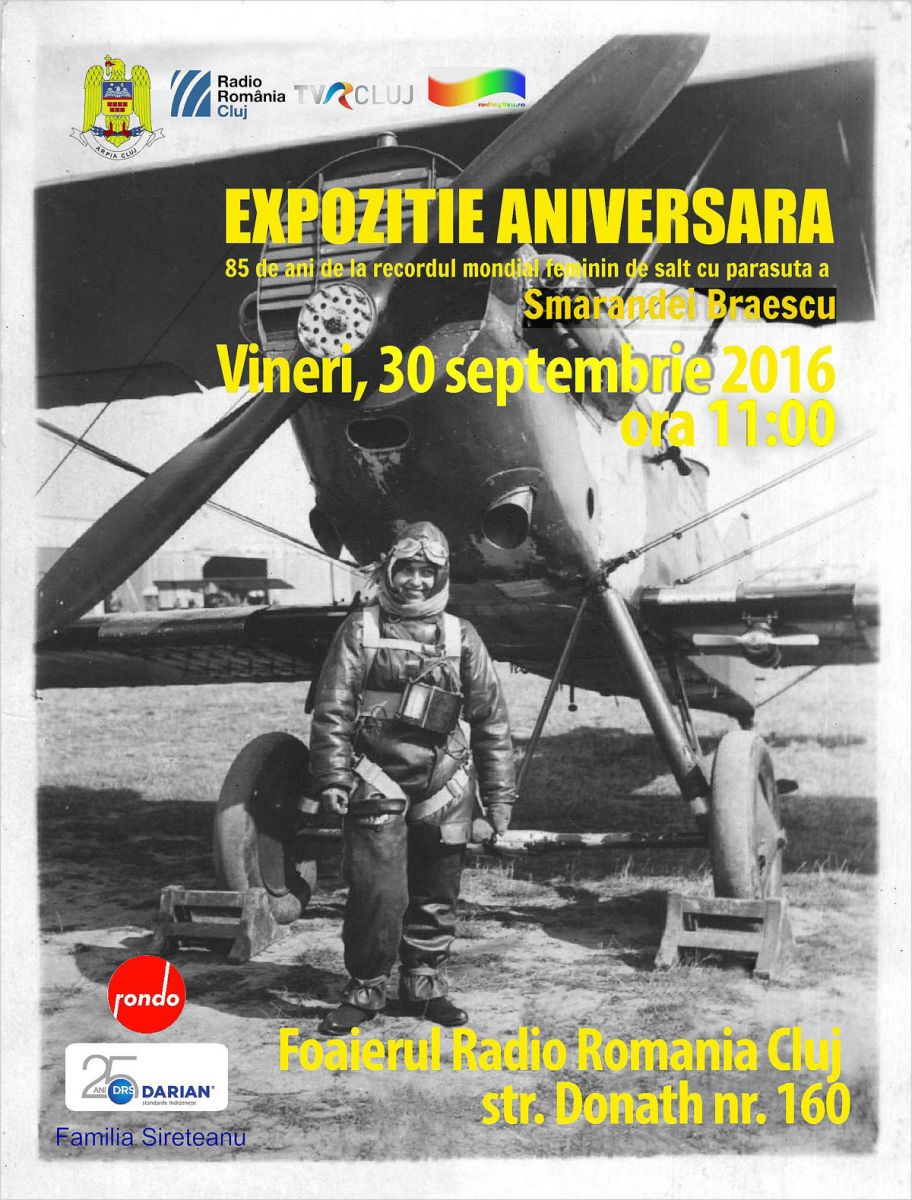 ARPIA CLUJ
Radio
România
Cluj
TVR CLUJ
EXPOZITIE ANIVERSARA
85 de ani de la recordul mondial feminin de salt cu parasuta a
Smarandei Braescu
Vineri, 30 septembrie 2016
ora 11:00
rondo
25
ANI
DRS DARIAN®
standarde îndrăznețe
Familia Sireteanu
Foaierul Radio Romania Cluj
str. Donath nr. 160